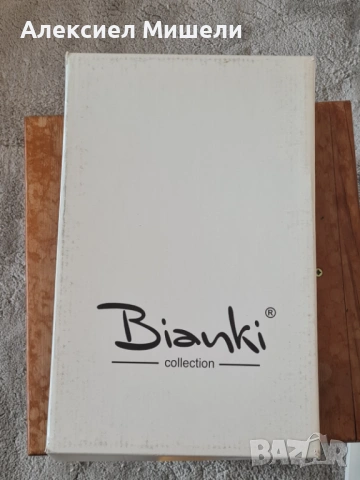 Алексиел Мишели
Bianki®
collection
BAZAR